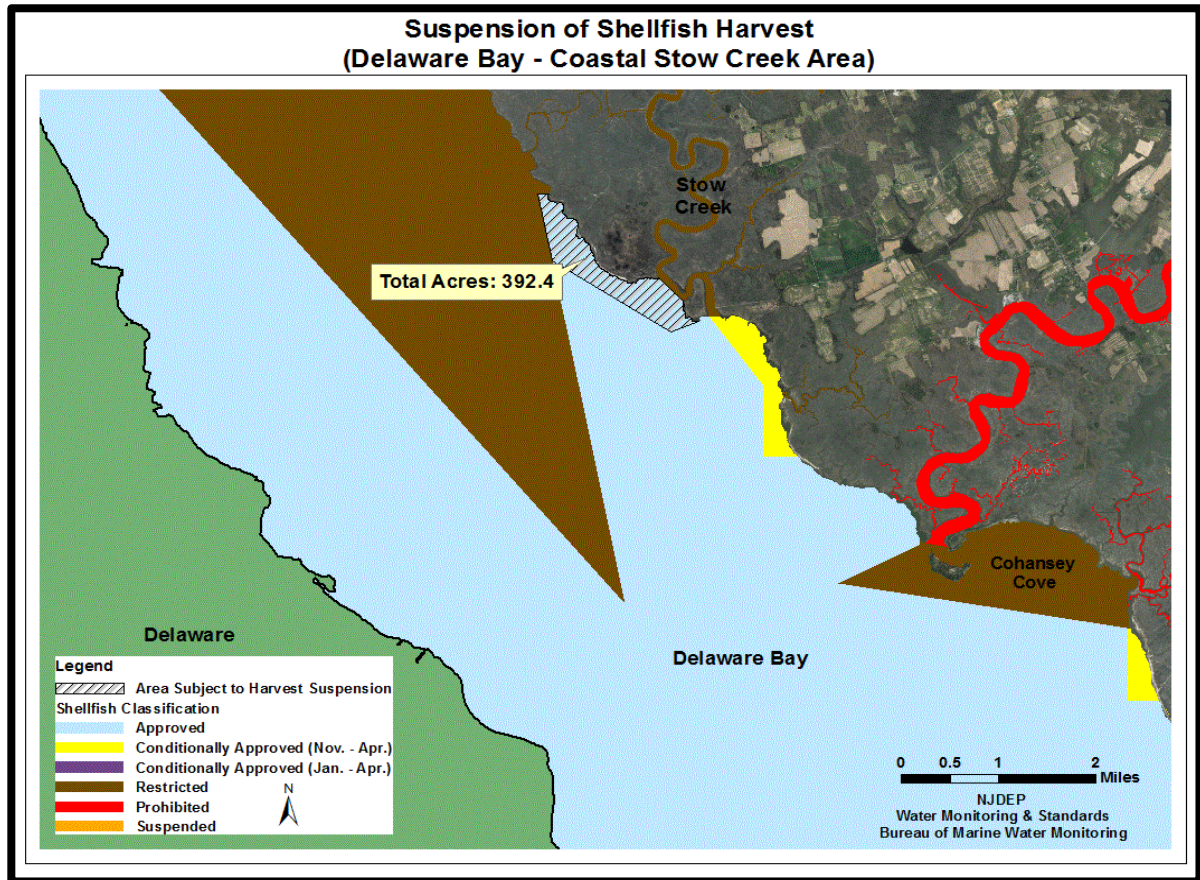 Suspension of Shellfish Harvest
(Delaware Bay - Coastal Stow Creek Area)
Stow
Creek
Total Acres: 392.4
Cohansey
Cove
Delaware
Delaware Bay
Legend
Area Subject to Harvest Suspension
Shellfish Classification
Approved
Conditionally Approved (Nov. - Apr.)
Conditionally Approved (Jan. - Apr.)
Restricted
Prohibited
Suspended
N
0 0.5 1 2
Miles
NJDEP
Water Monitoring & Standards
Bureau of Marine Water Monitoring